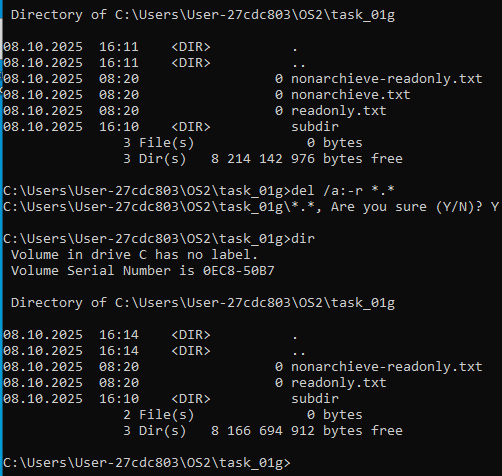 Directory of C:\Users\User-27cdc803\OS2\task_01g
08.10.2025  16:11    <DIR>          .
08.10.2025  16:11    <DIR>          ..
08.10.2025  08:20                 0 nonarchieve-readonly.txt
08.10.2025  08:20                 0 nonarchieve.txt
08.10.2025  08:20                 0 readonly.txt
08.10.2025  16:10    <DIR>          subdir
3 File(s)              0 bytes
3 Dir(s)   8 214 142 976 bytes free
C:\Users\User-27cdc803\OS2\task_01g>del /a:-r *.*
C:\Users\User-27cdc803\OS2\task_01g\*.*, Are you sure (Y/N)? Y
C:\Users\User-27cdc803\OS2\task_01g>dir
Volume in drive C has no label.
Volume Serial Number is 0EC8-50B7
Directory of C:\Users\User-27cdc803\OS2\task_01g
08.10.2025  16:14    <DIR>          .
08.10.2025  16:14    <DIR>          ..
08.10.2025  08:20                 0 nonarchieve-readonly.txt
08.10.2025  08:20                 0 readonly.txt
08.10.2025  16:10    <DIR>          subdir
2 File(s)              0 bytes
3 Dir(s)   8 166 694 912 bytes free
C:\Users\User-27cdc803\OS2\task_01g>